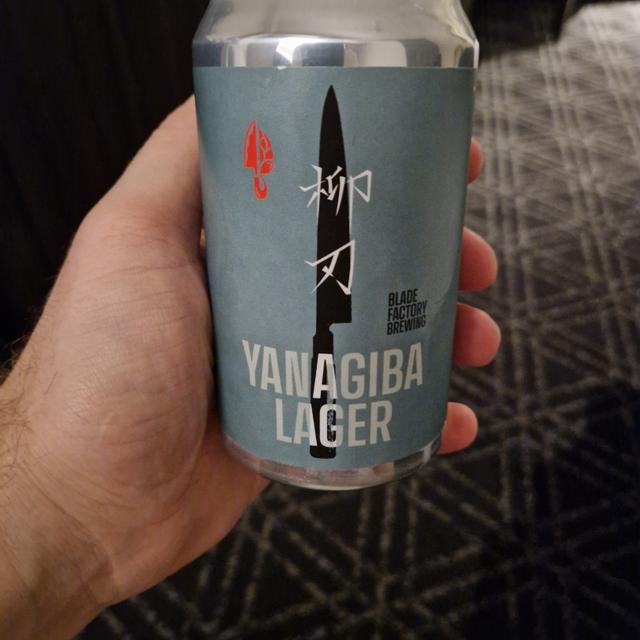 柳刃
BLADE
FACTORY
BREWING
YANAGIBA
LAGER